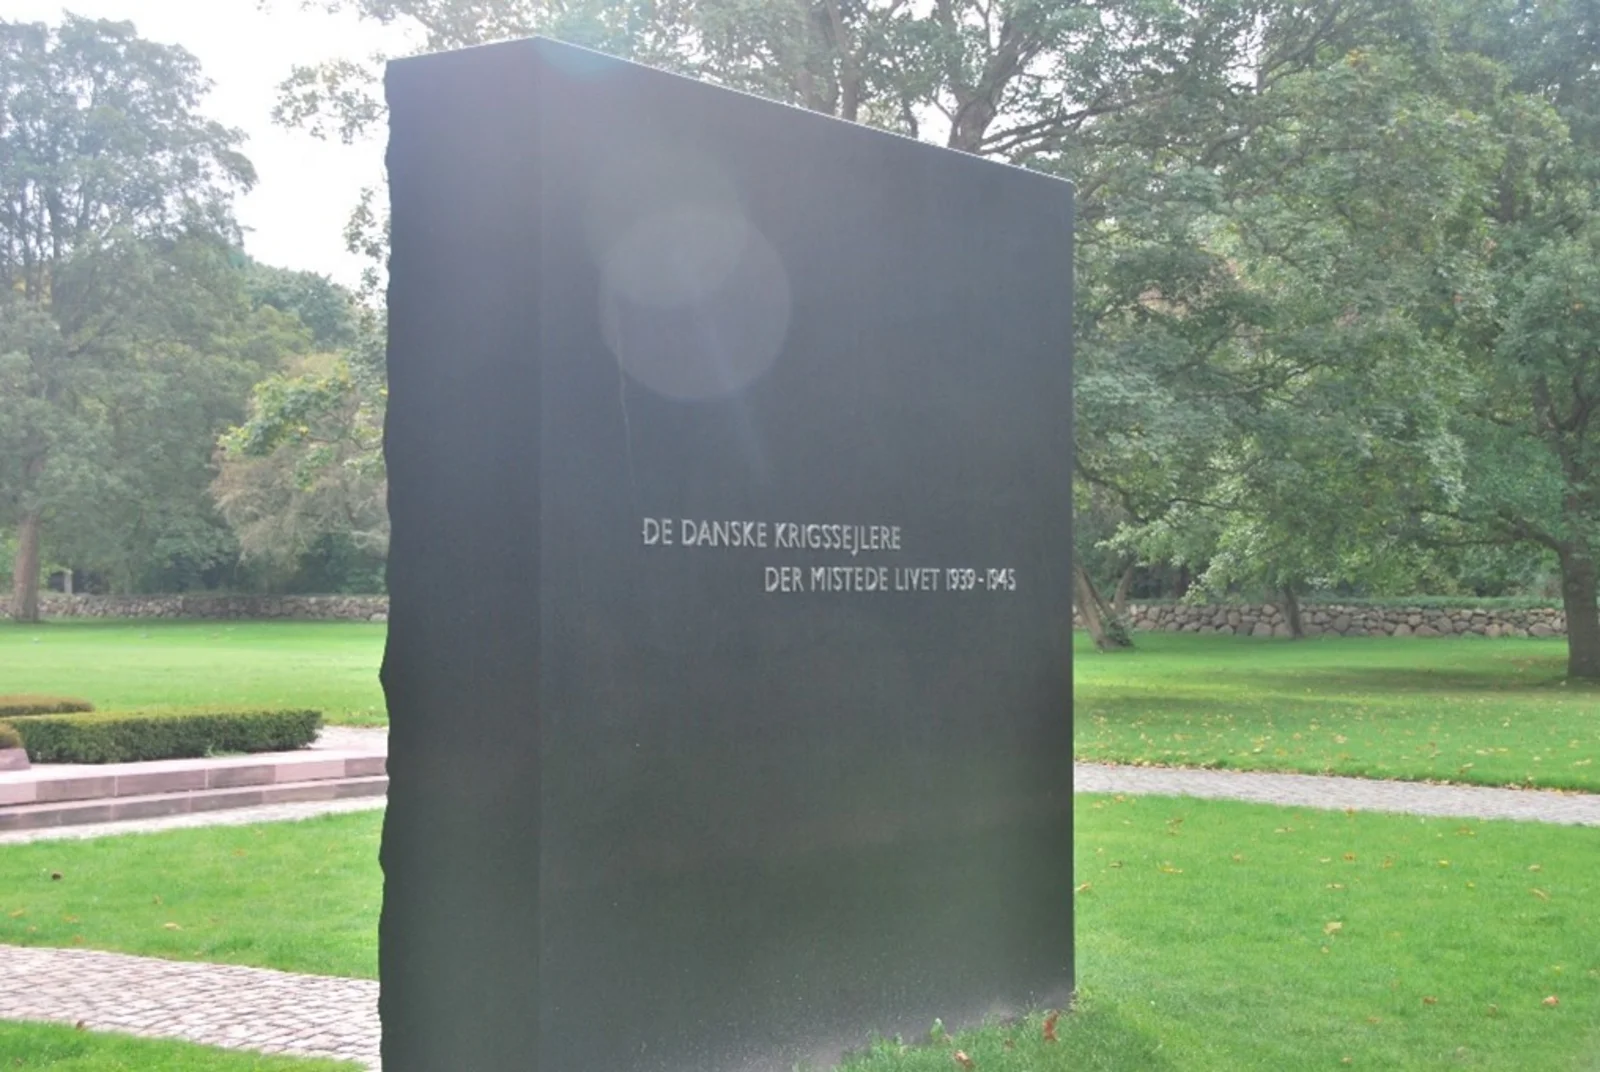 DE DANSKE KRIGSSEJLERE
DER MISTEDE LIVET 1939-1945